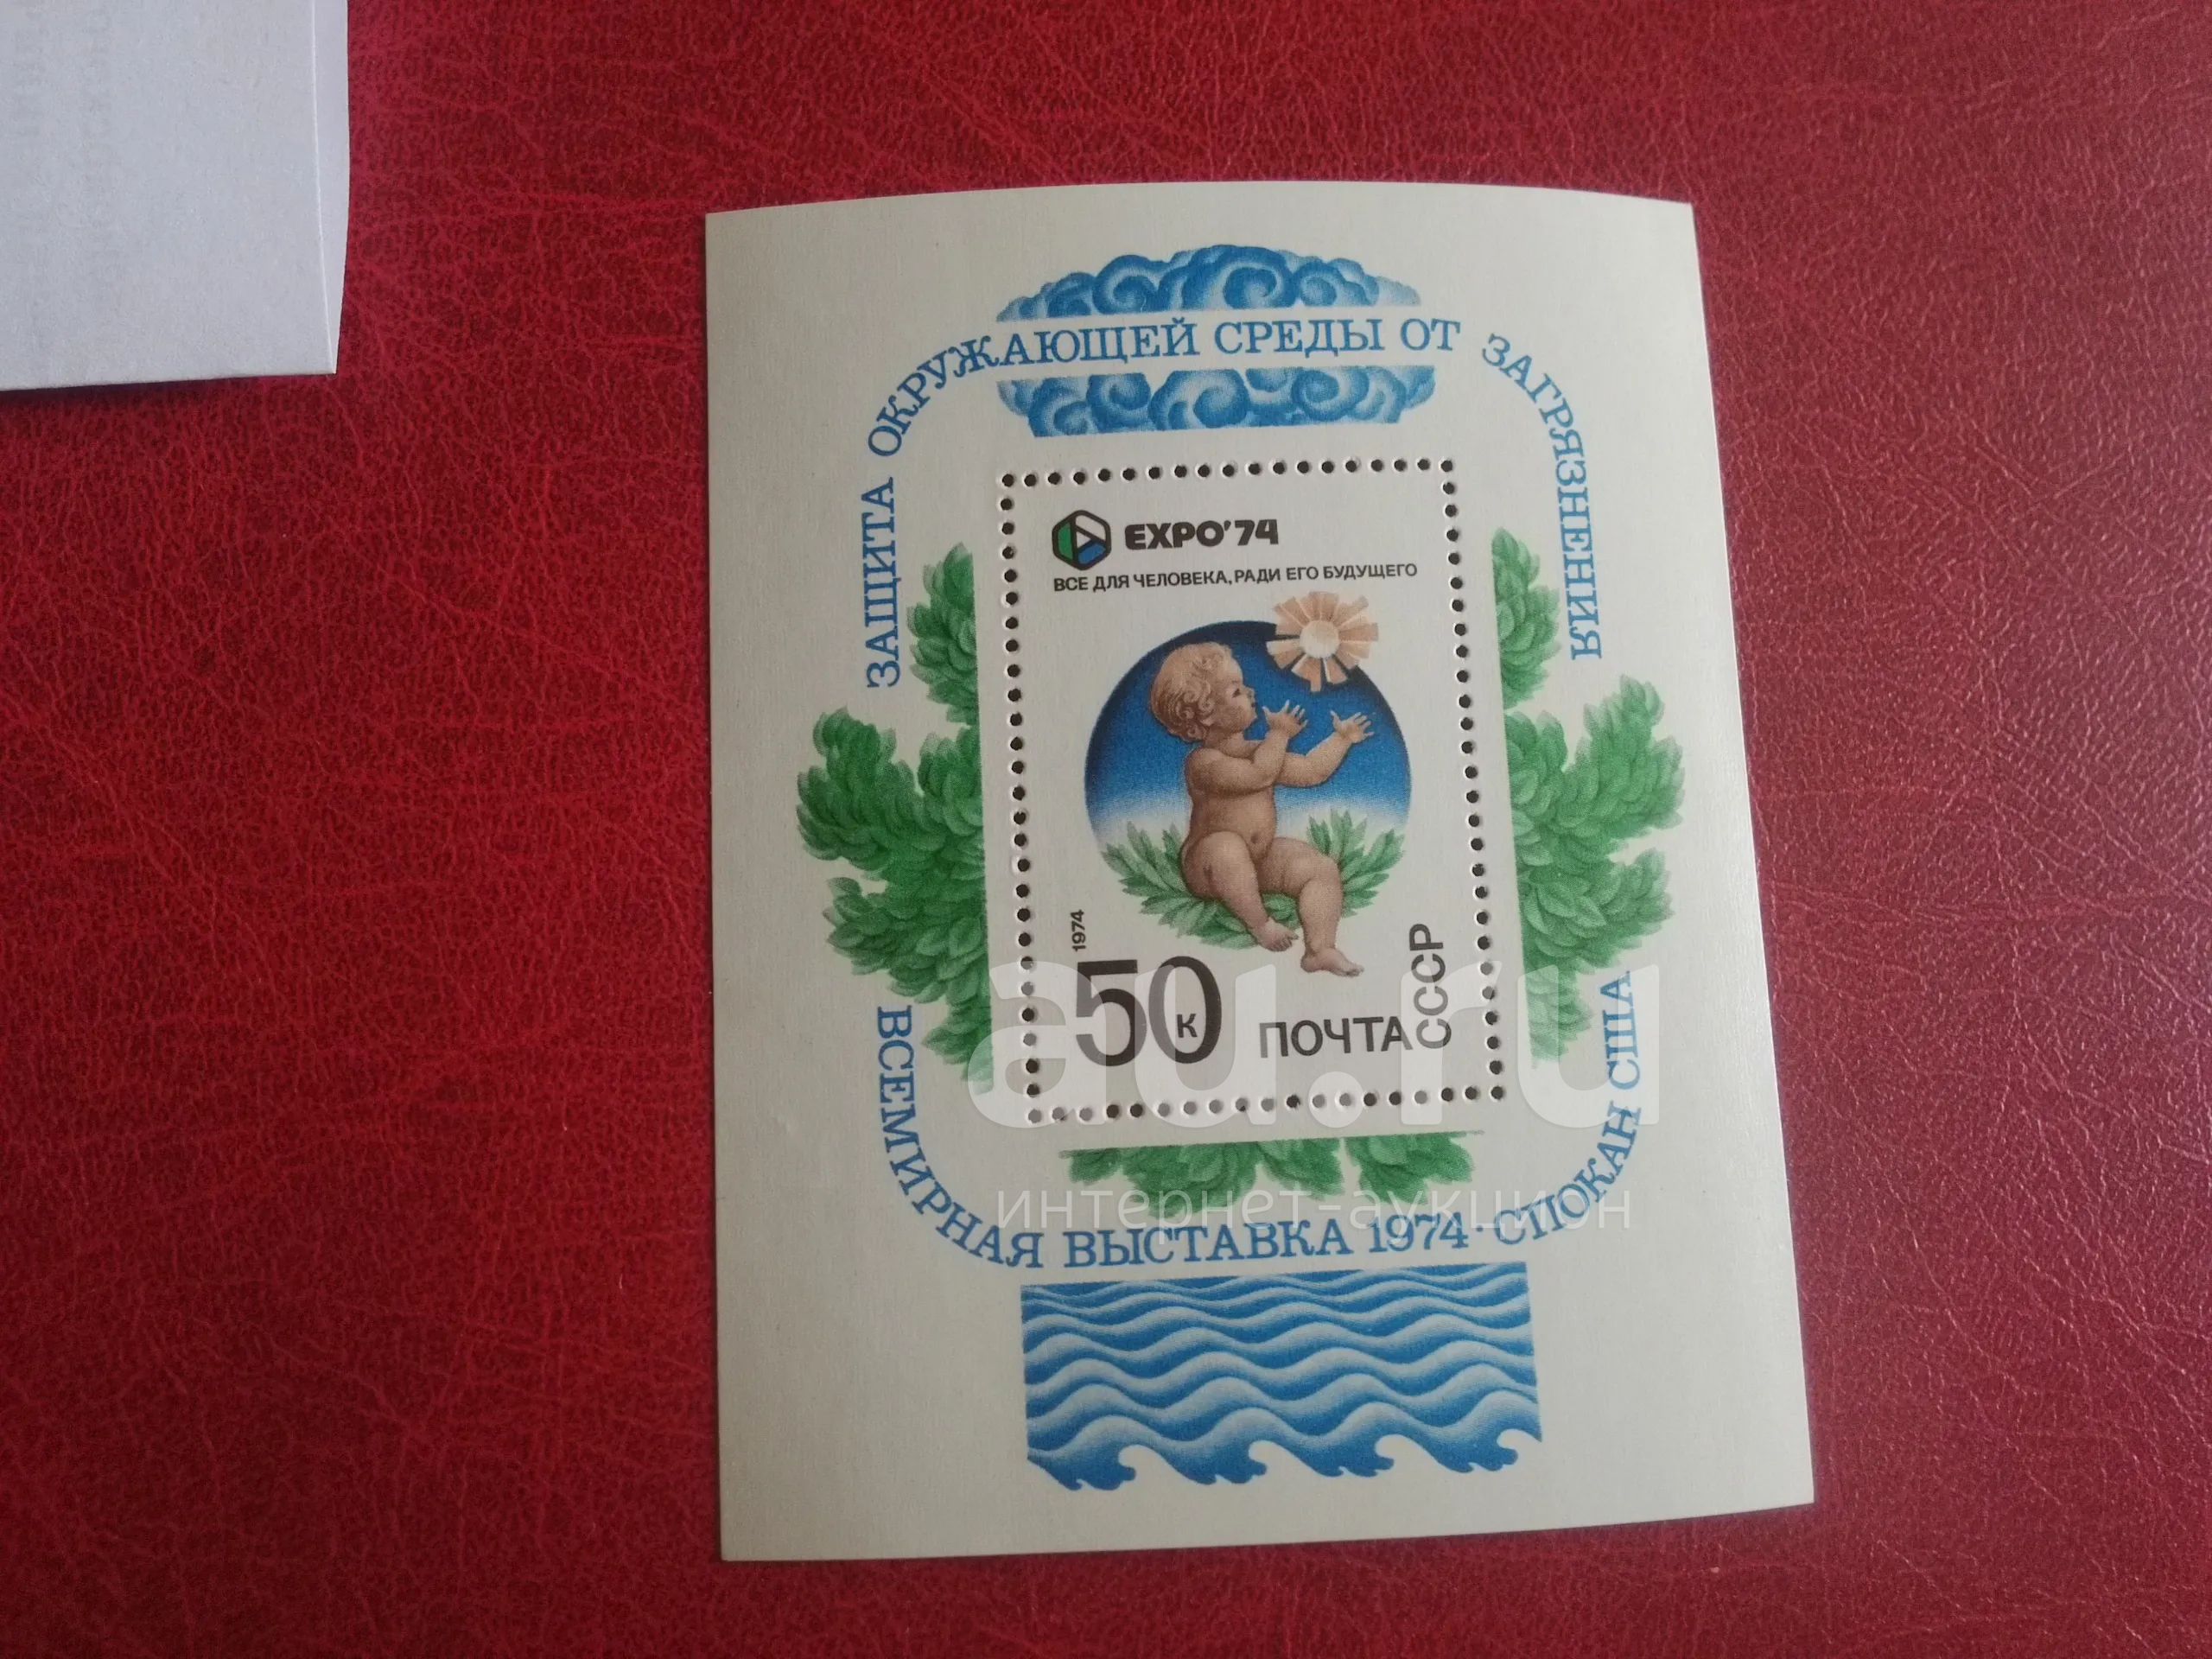 ЗАЩИТА ОКРУЖАЮЩЕЙ СРЕДЫ ОТ ЗАГРЯЗНЕНИЯ
EXPO'74
ВСЕ ДЛЯ ЧЕЛОВЕКА, РАДИ ЕГО БУДУЩЕГО
1974
50 К
ПОЧТА СССР
ВСЕМИРНАЯ ВЫСТАВКА 1974 · СПОКАН США
au.ru
интернет-аукцион